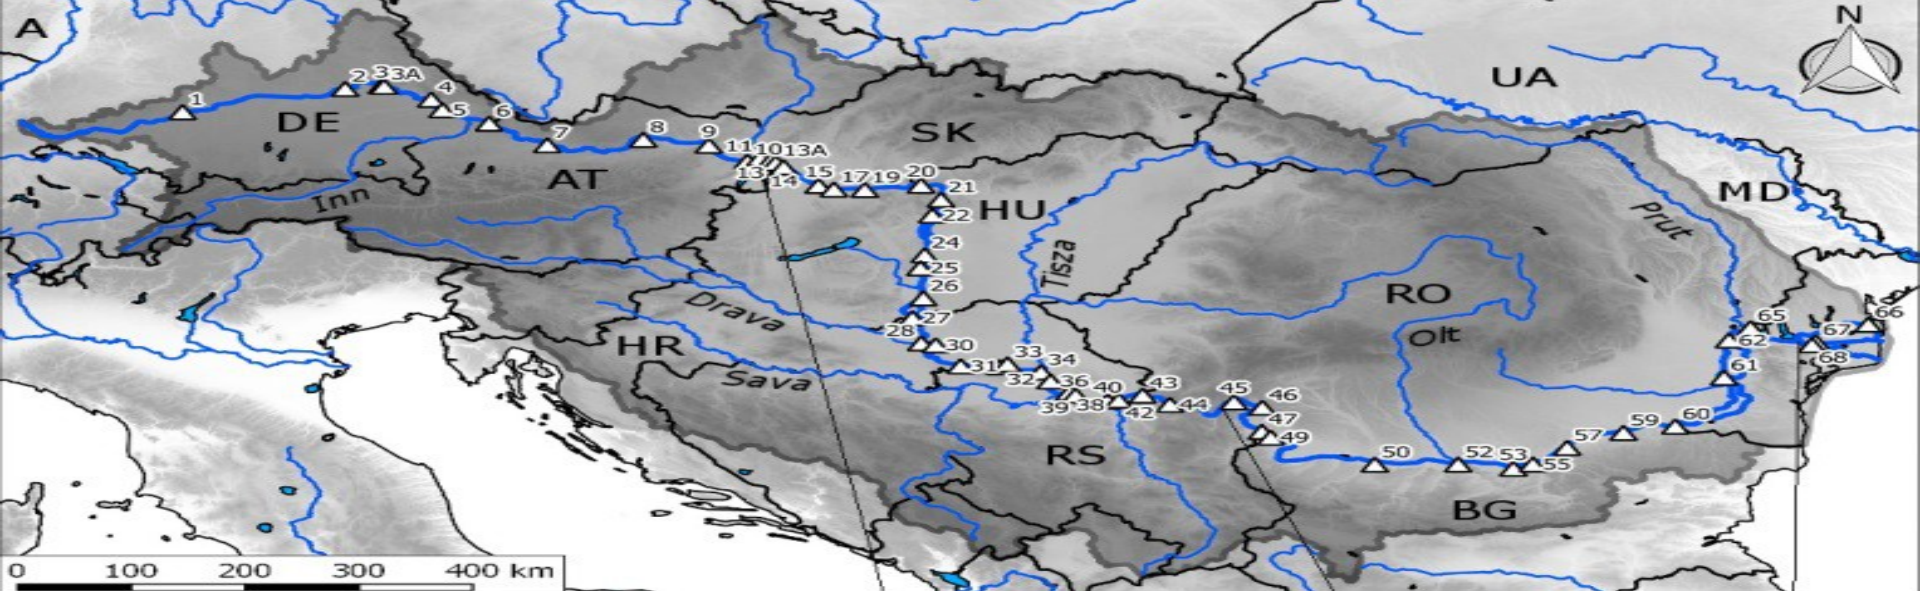 A
N
UA
1
2
3
3A
4
5
6
7
8
9
11
10
13A
13
14
15
17
19
20
21
22
24
25
26
27
28
30
31
32
33
34
36
39
38
40
42
43
44
45
46
47
49
50
52
53
55
57
59
60
61
62
65
66
67
68
DE
SK
AT
Inn
HU
MD
Prut
Tisza
Drava
RO
Olt
HR
Sava
RS
BG
0 100 200 300 400 km